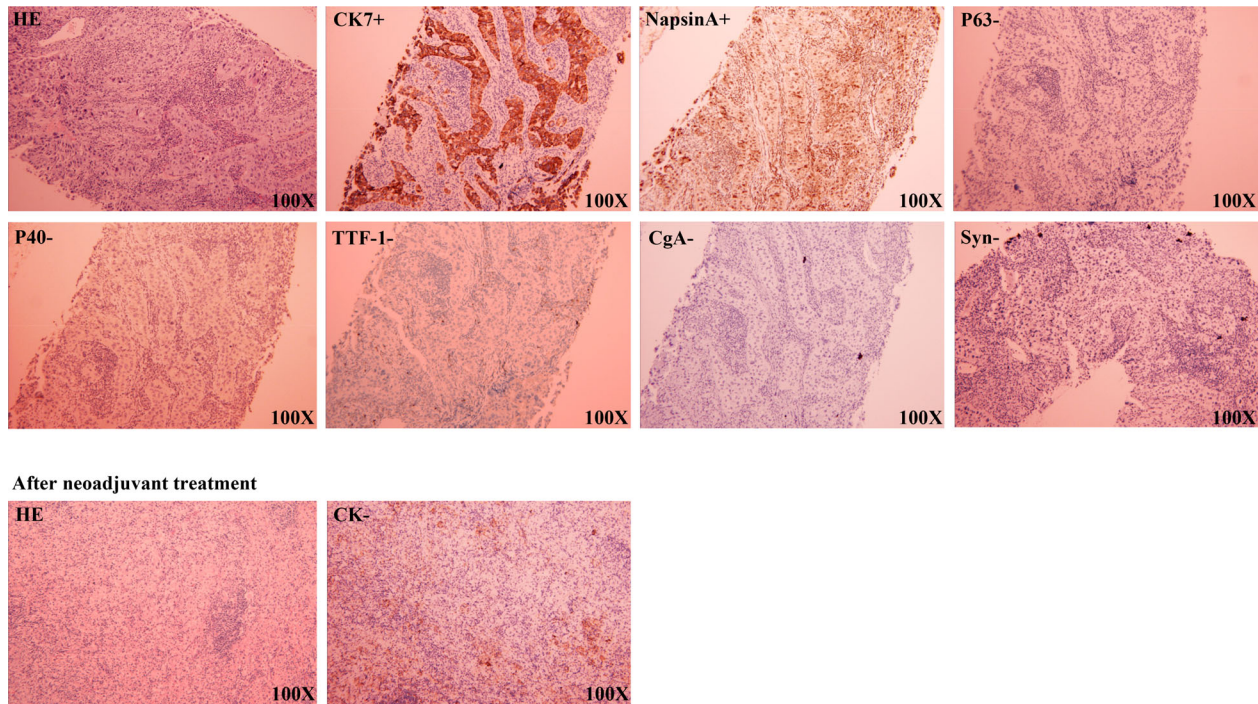 HE
100X
CK7+
100X
NapsinA+
100X
P63-
100X
P40-
100X
TTF-1-
100X
CgA-
100X
Syn-
100X
After neoadjuvant treatment
HE
100X
CK-
100X